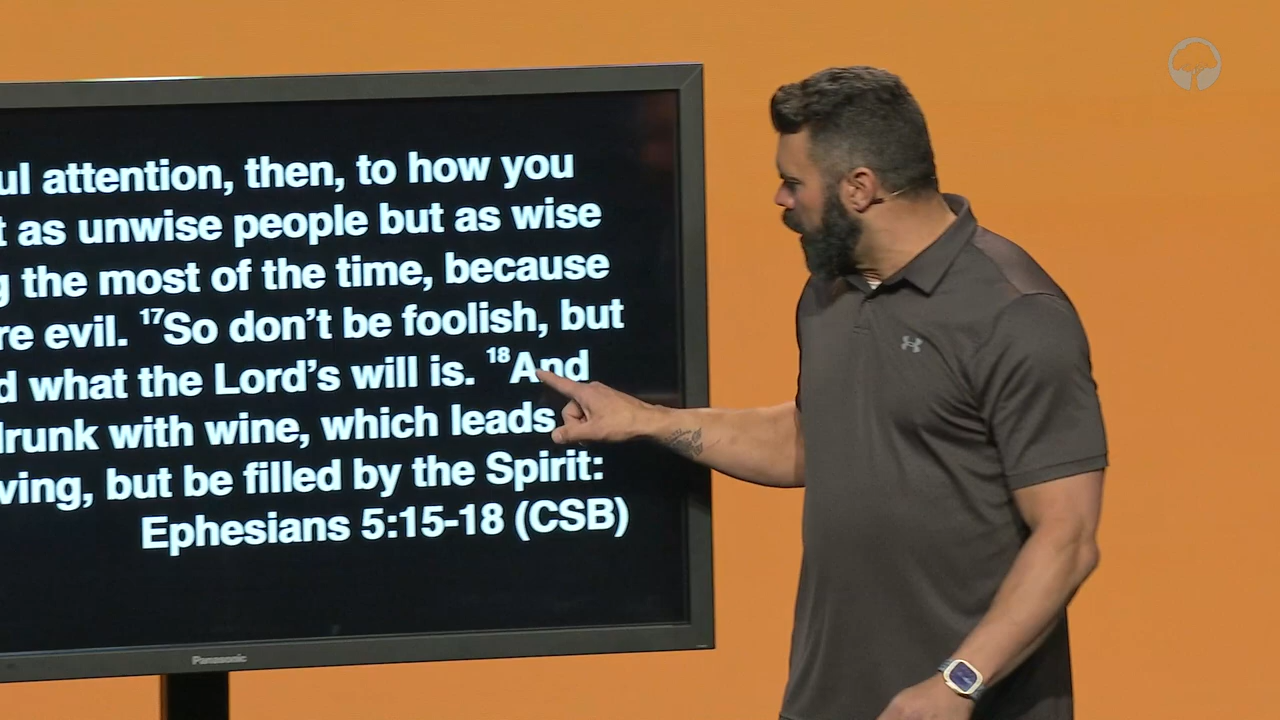 ul attention, then, to how you
t as unwise people but as wise
g the most of the time, because
re evil. 17So don't be foolish, but
d what the Lord's will is. 18And
drunk with wine, which leads
ving, but be filled by the Spirit:
Ephesians 5:15-18 (CSB)
Panasonic